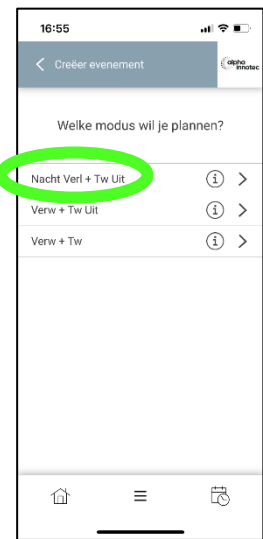 16:55
Creëer evenement
alpha
innotec
Welke modus wil je plannen?
Nacht Verl + Tw Uit
Verw + Tw Uit
Verw + Tw